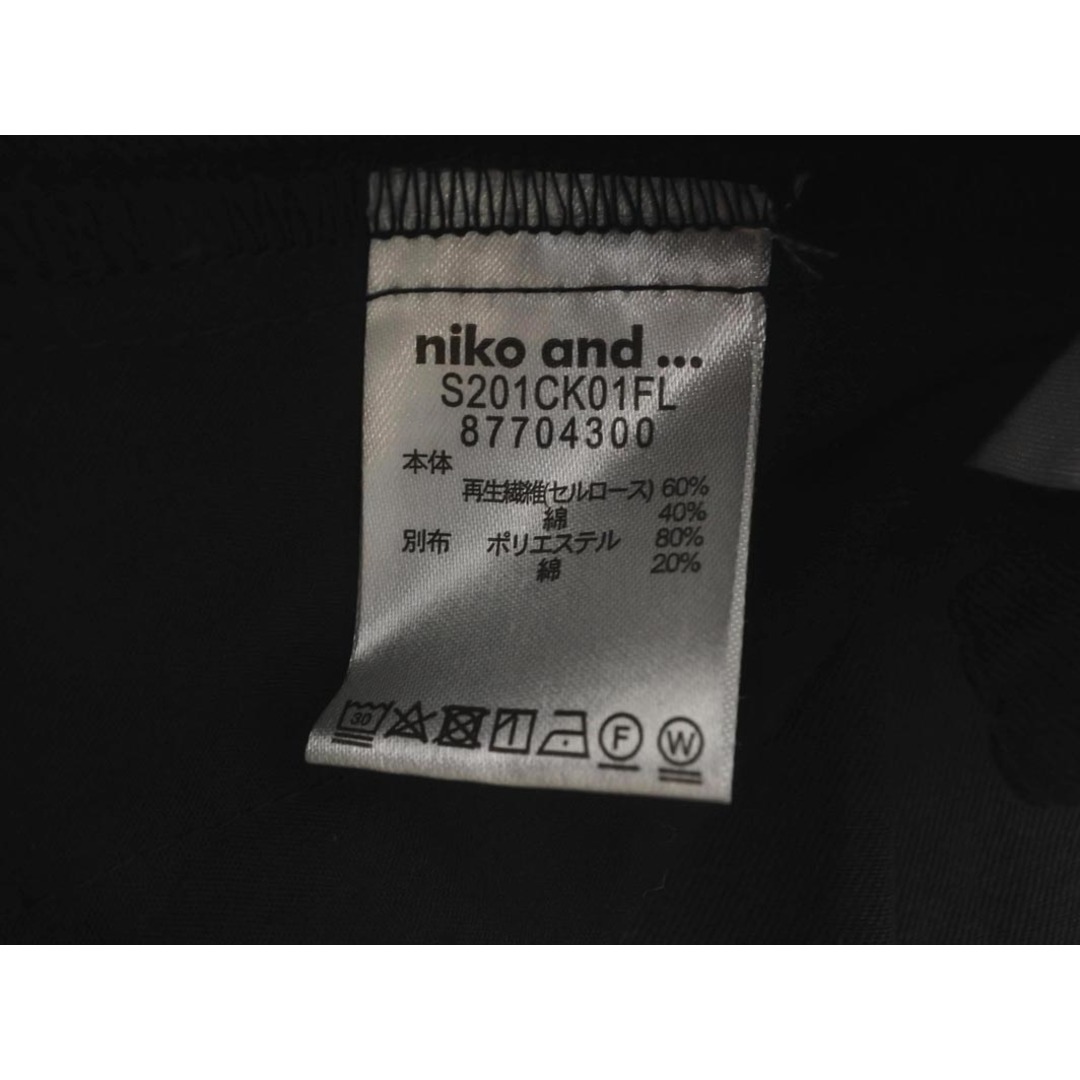 niko and ...
S201CK01FL
87704300
本体
再生繊維(セルロース) 60%
綿 40%
別布 ポリエステル 80%
綿 20%
30
F W